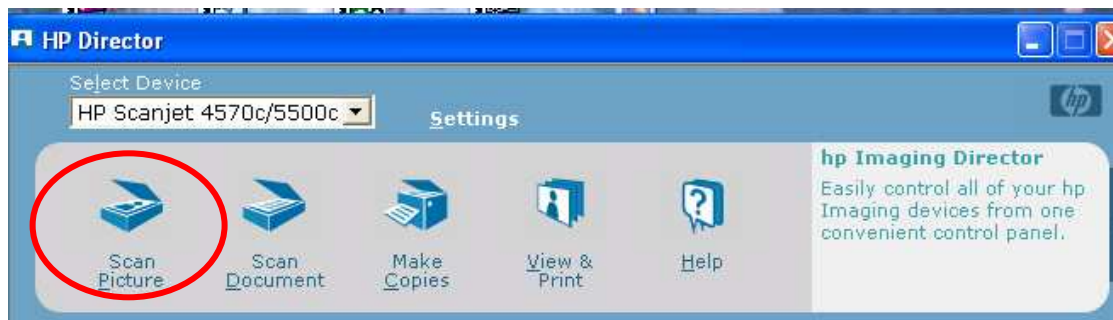 HP Director
Select Device
HP Scanjet 4570c/5500c
Settings
hp
Scan
Picture
Scan
Document
Make
Copies
View &
Print
Help
hp Imaging Director
Easily control all of your hp
Imaging devices from one
convenient control panel.